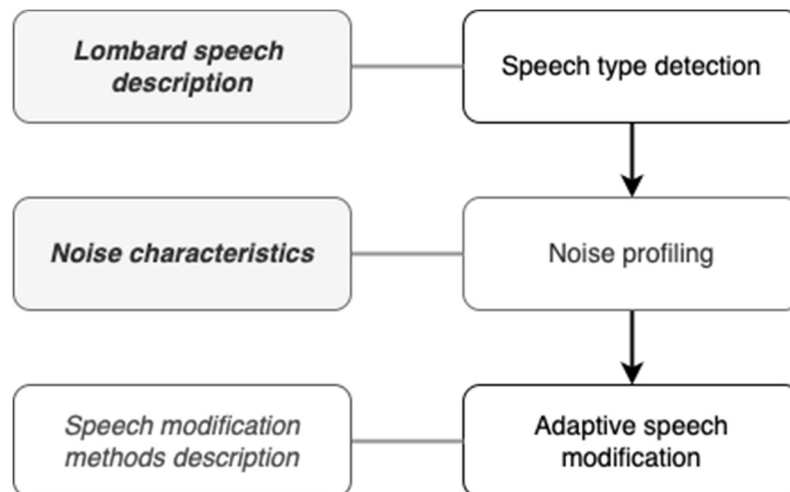 Lombard speech
description
Speech type detection
Noise characteristics
Noise profiling
Speech modification
methods description
Adaptive speech
modification